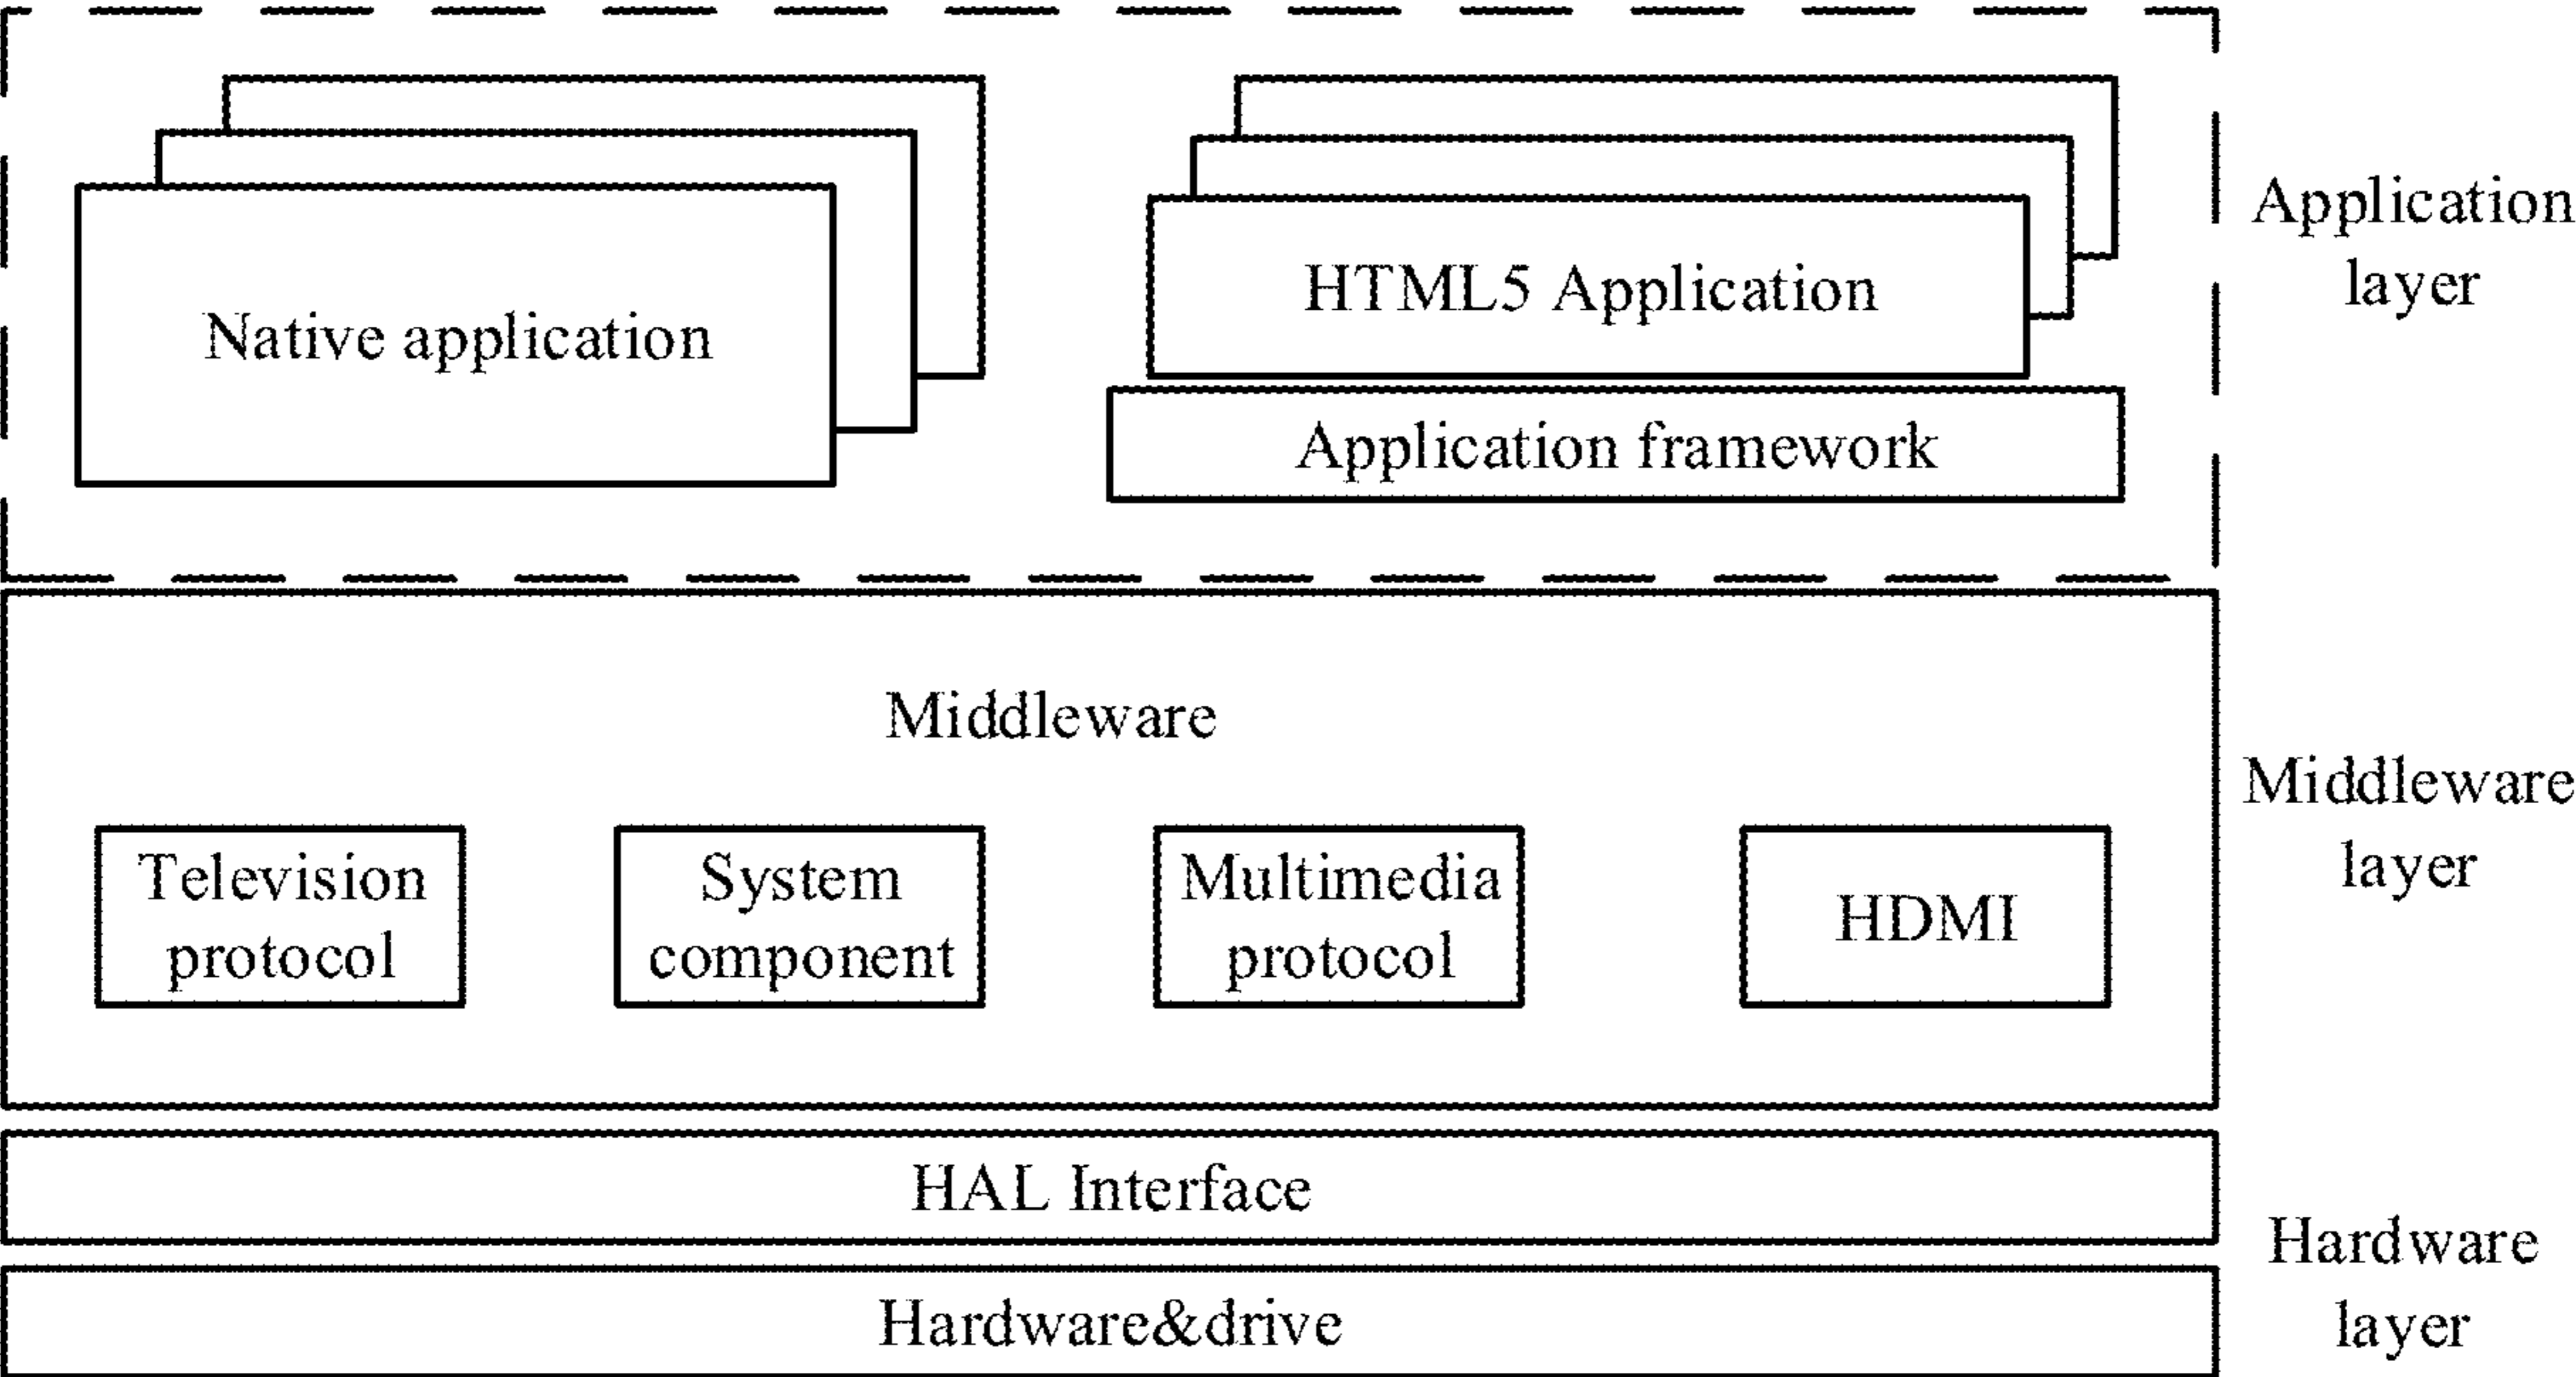 Native application
HTML5 Application
Application framework
Application
layer
Middleware
Television
protocol
System
component
Multimedia
protocol
HDMI
Middleware
layer
HAL Interface
Hardware&drive
Hardware
layer